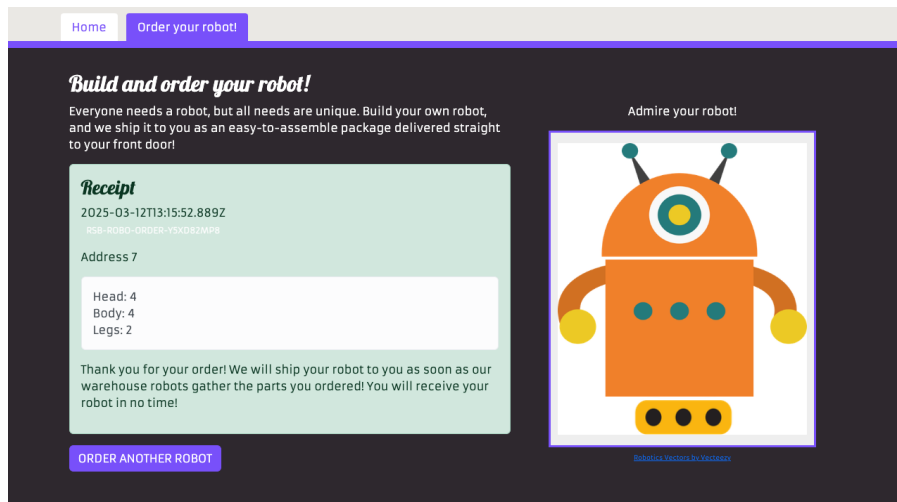 Home
Order your robot!
Build and order your robot!
Everyone needs a robot, but all needs are unique. Build your own robot,
and we ship it to you as an easy-to-assemble package delivered straight
to your front door!
Admire your robot!
Receipt
2025-03-12T13:15:52.889Z
RSB-ROBO-ORDER-Y5XD82MPB
Address 7
Head: 4
Body: 4
Legs: 2
Thank you for your order! We will ship your robot to you as soon as our
warehouse robots gather the parts you ordered! You will receive your
robot in no time!
ORDER ANOTHER ROBOT
Robotics Vectors by Vecteezy